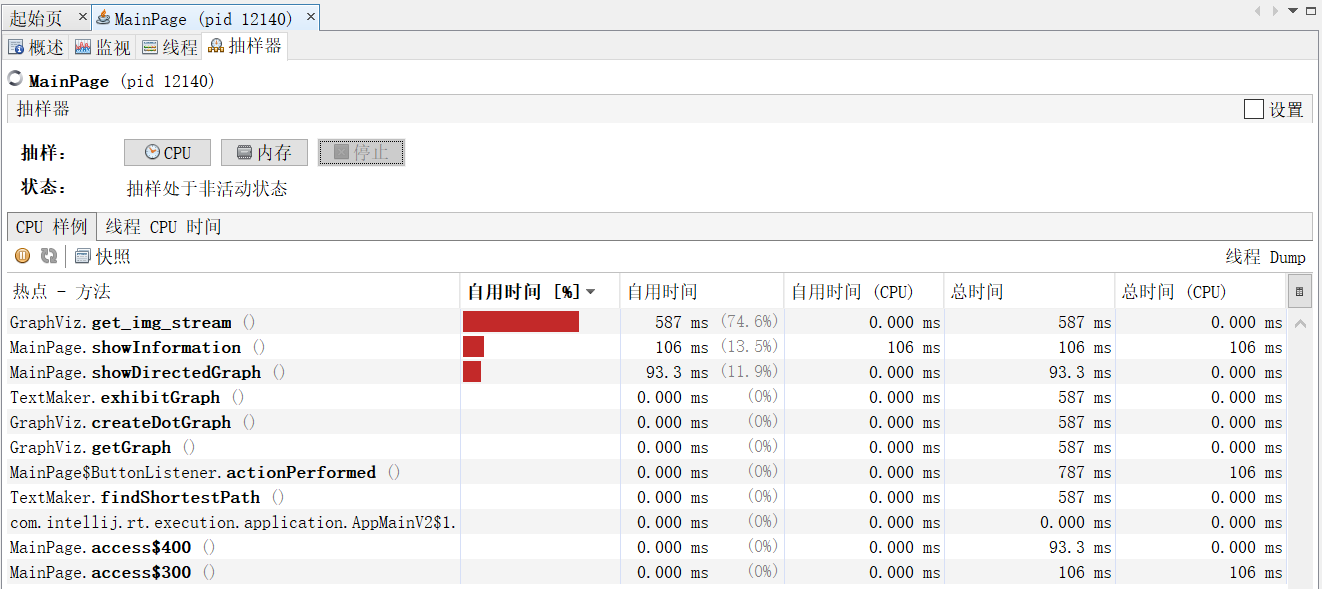 起始页 × MainPage (pid 12140) ×
概述 监视 线程 抽样器
MainPage (pid 12140)
抽样器 设置
抽样： CPU 内存 停止
状态： 抽样处于非活动状态
CPU 样例 线程 CPU 时间
快照 线程 Dump
热点 - 方法 自用时间 [%] 自用时间 自用时间 (CPU) 总时间 总时间 (CPU)
GraphViz.get_img_stream () 587 ms (74.6%) 0.000 ms 587 ms 0.000 ms
MainPage.showInformation () 106 ms (13.5%) 106 ms 106 ms 106 ms
MainPage.showDirectedGraph () 93.3 ms (11.9%) 0.000 ms 93.3 ms 0.000 ms
TextMaker.exhibitGraph () 0.000 ms (0%) 0.000 ms 587 ms 0.000 ms
GraphViz.createDotGraph () 0.000 ms (0%) 0.000 ms 587 ms 0.000 ms
GraphViz.getGraph () 0.000 ms (0%) 0.000 ms 587 ms 0.000 ms
MainPage$ButtonListener.actionPerformed () 0.000 ms (0%) 0.000 ms 787 ms 106 ms
TextMaker.findShortestPath () 0.000 ms (0%) 0.000 ms 587 ms 0.000 ms
com.intellij.rt.execution.application.AppMainV2$1. 0.000 ms (0%) 0.000 ms 0.000 ms 0.000 ms
MainPage.access$400 () 0.000 ms (0%) 0.000 ms 93.3 ms 0.000 ms
MainPage.access$300 () 0.000 ms (0%) 0.000 ms 106 ms 106 ms